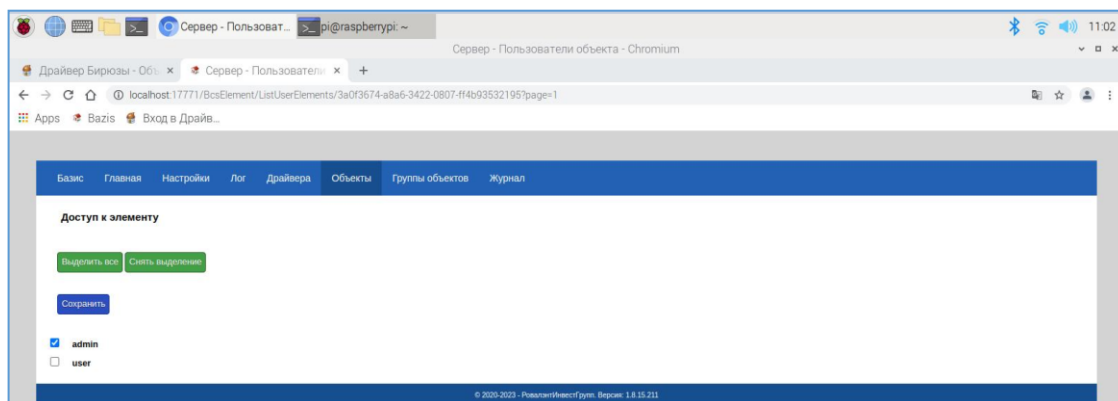 Сервер - Пользоват... pi@raspberrypi: ~ 11:02
Сервер - Пользователи объекта - Chromium
Драйвер Бирюзы - Объ Сервер - Пользователи
localhost:17771/BcsElement/ListUserElements/3a0f3674-a8a6-3422-0807-ff4b93532195?page=1
Apps Bazis Вход в Драйв...
Базис Главная Настройки Лог Драйвера Объекты Группы объектов Журнал
Доступ к элементу
Выделить все Снять выделение
Сохранить
admin
user
© 2020-2023 - РовалэнтИнвестГрупп. Версия: 1.8.15.211